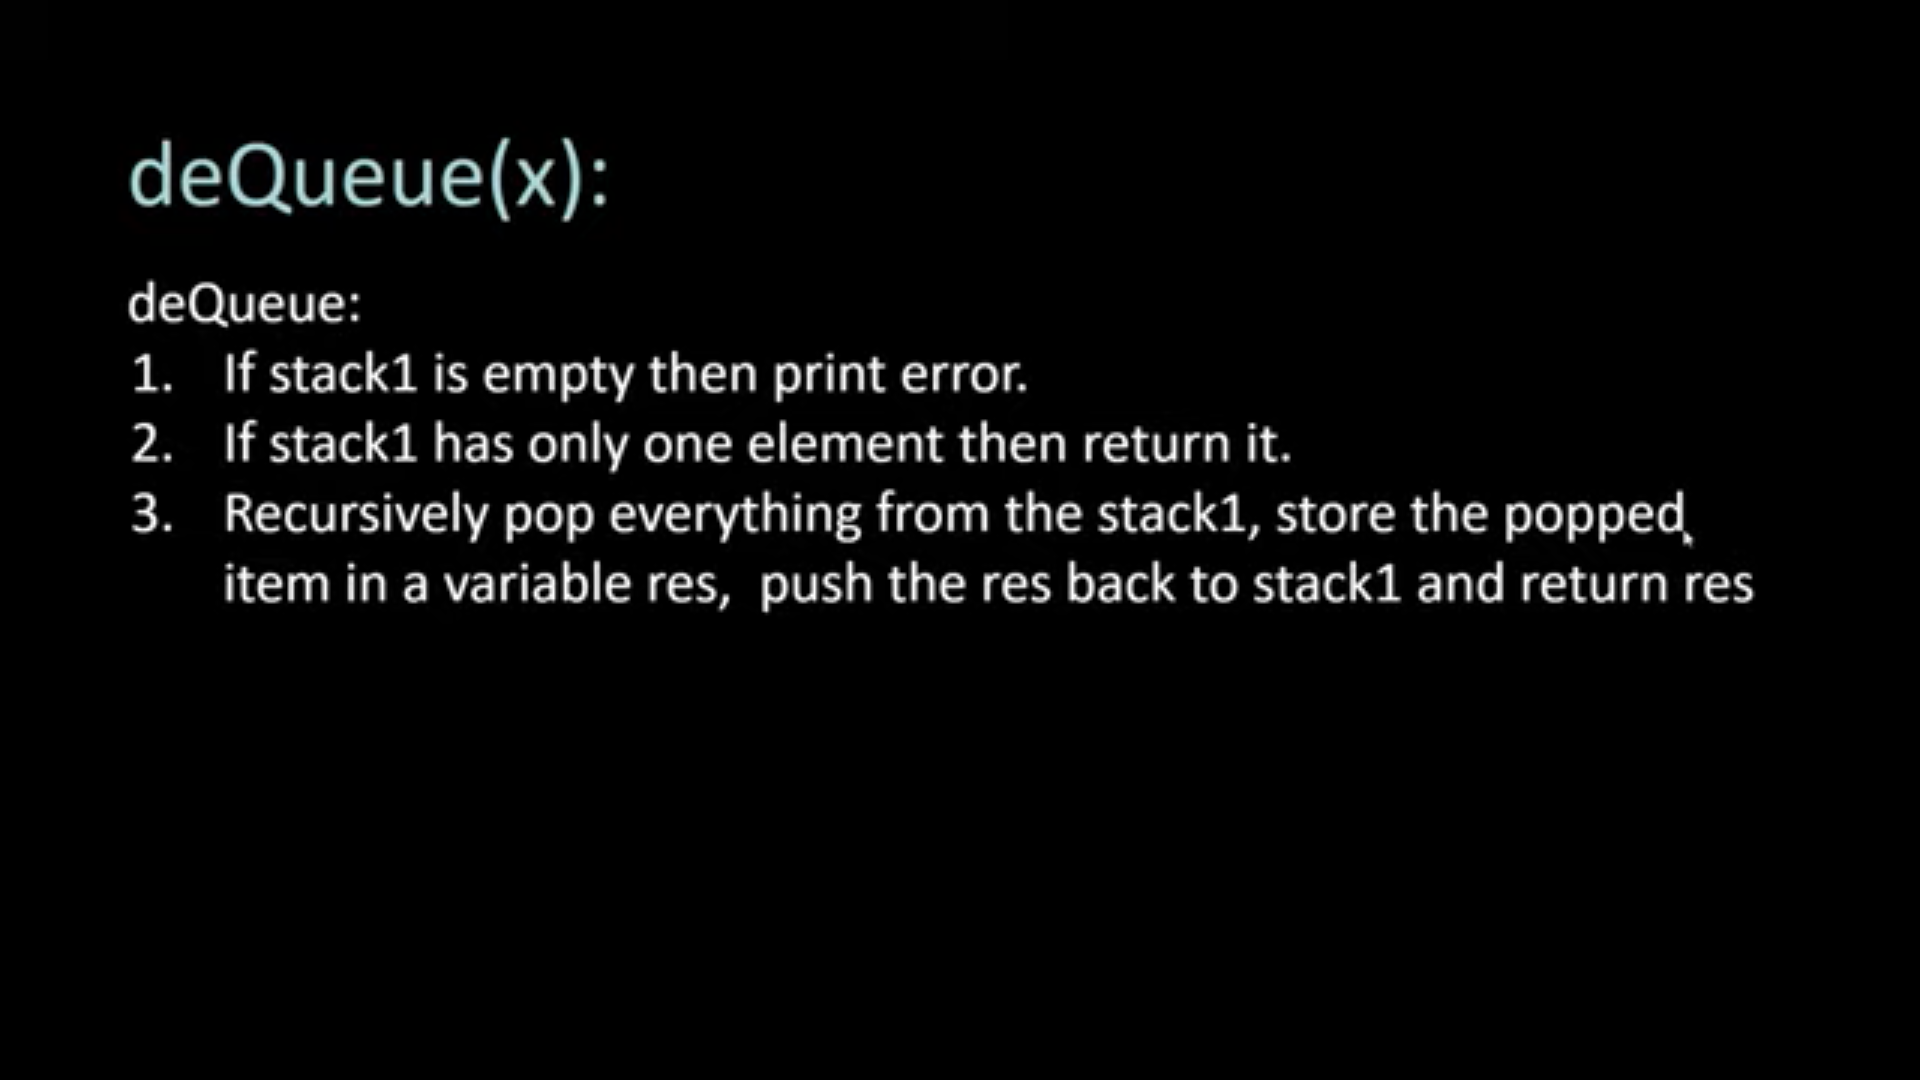 deQueue(x):
deQueue:
1. If stack1 is empty then print error.
2. If stack1 has only one element then return it.
3. Recursively pop everything from the stack1, store the popped
item in a variable res,  push the res back to stack1 and return res